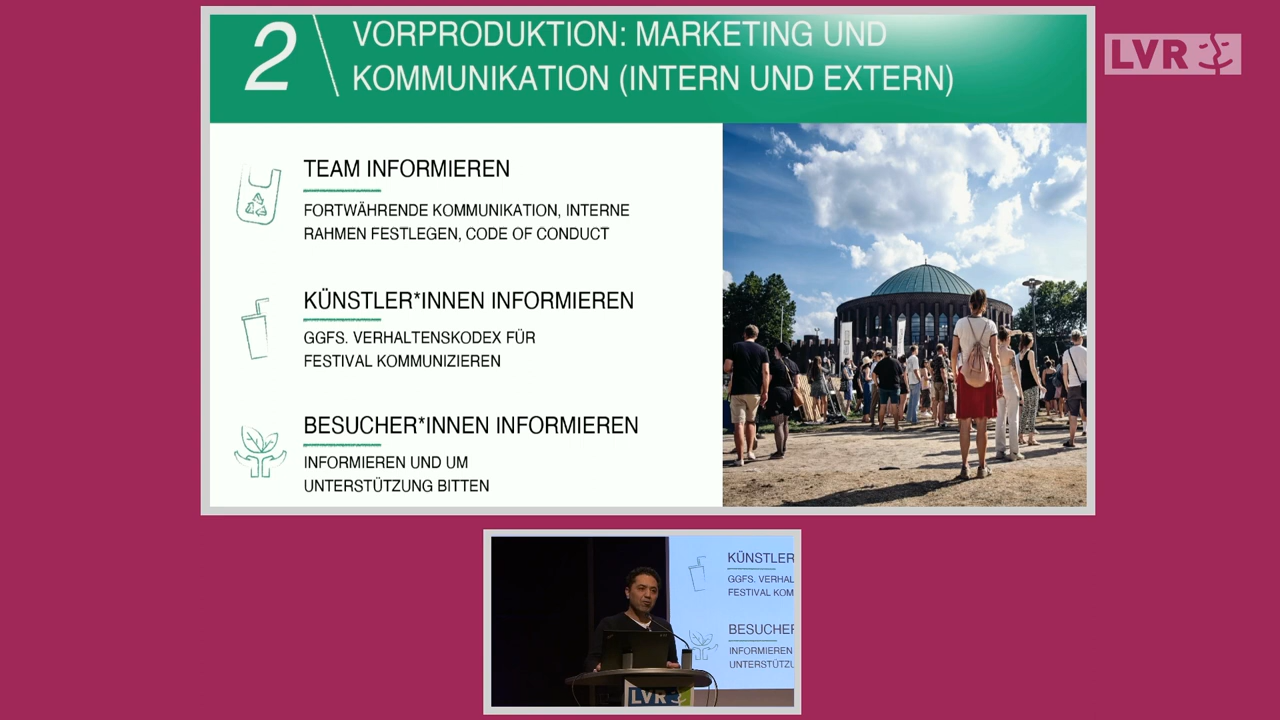 2
VORPRODUKTION: MARKETING UND
KOMMUNIKATION (INTERN UND EXTERN)
LVR
TEAM INFORMIEREN
FORTWÄHRENDE KOMMUNIKATION, INTERNE
RAHMEN FESTLEGEN, CODE OF CONDUCT
KÜNSTLER*INNEN INFORMIEREN
GGFS. VERHALTENSKODEX FÜR
FESTIVAL KOMMUNIZIEREN
BESUCHER*INNEN INFORMIEREN
INFORMIEREN UND UM
UNTERSTÜTZUNG BITTEN
KÜNSTLER
GGFS. VERHAL
FESTIVAL KOM
BESUCHER
INFORMIEREN
UNTERSTÜTZU
LVR